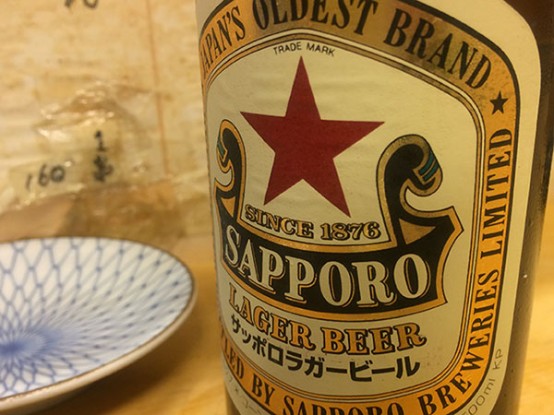 JAPAN'S OLDEST BRAND
TRADE MARK
SINCE 1876
SAPPORO
LAGER BEER
サッポロラガービール
BY SAPPORO BREWERIES LIMITED
160